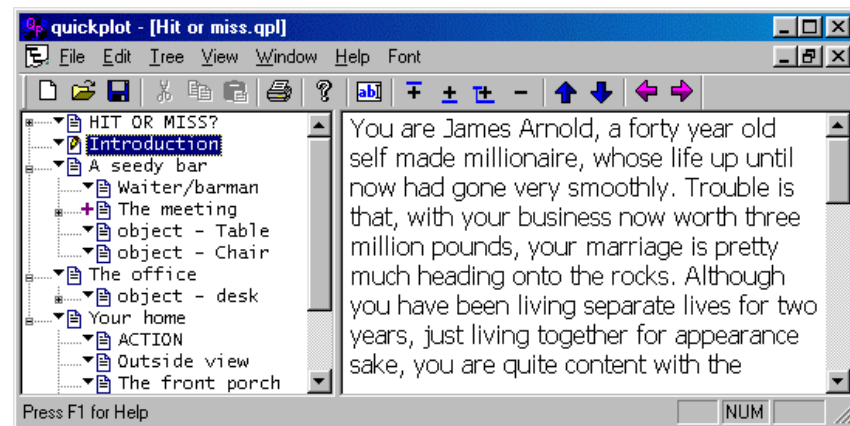 quickplot - [Hit or miss.qpl]
File Edit Tree View Window Help Font
ab
HIT OR MISS?
Introduction
A seedy bar
Waiter/barman
The meeting
object - Table
object - Chair
The office
object - desk
Your home
ACTION
Outside view
The front porch
You are James Arnold, a forty year old
self made millionaire, whose life up until
now had gone very smoothly. Trouble is
that, with your business now worth three
million pounds, your marriage is pretty
much heading onto the rocks. Although
you have been living separate lives for two
years, just living together for appearance
sake, you are quite content with the
Press F1 for Help
NUM